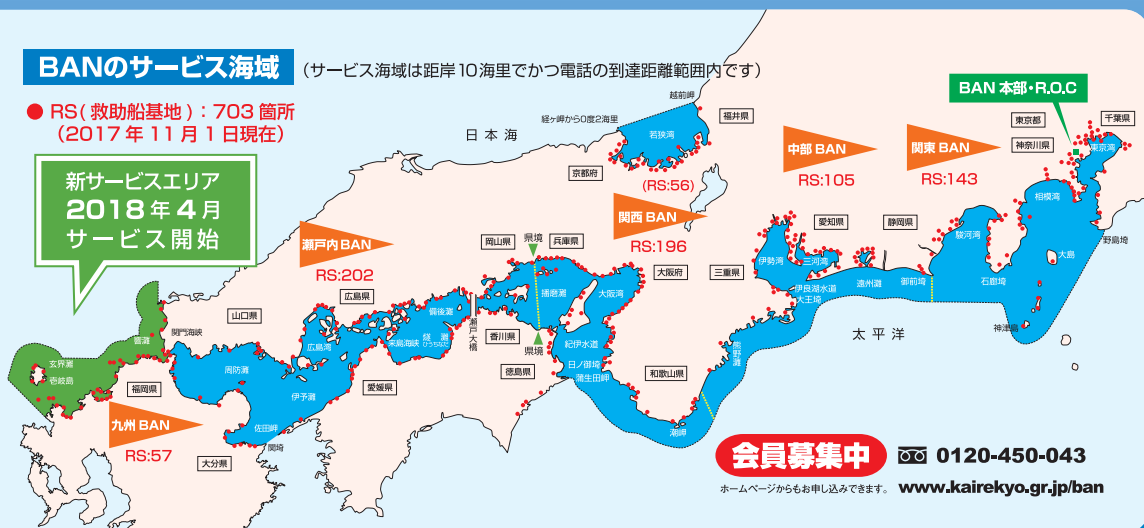 BANのサービス海域 (サービス海域は距岸10海里でかつ電話の到達距離範囲内です)
● RS(救助船基地):703箇所
(2017年11月1日現在)
新サービスエリア
2018年4月
サービス開始
日本海
経ヶ岬から0度2海里
越前岬
若狭湾
福井県
京都府
(RS:56)
BAN 本部・R.O.C
東京都
千葉県
神奈川県
東京湾
中部 BAN
RS:105
関東 BAN
RS:143
関西 BAN
RS:196
瀬戸内 BAN
RS:202
九州 BAN
RS:57
相模湾
野島埼
大島
駿河湾
石廊埼
神津島
静岡県
愛知県
三重県
伊勢湾
三河湾
伊良湖水道
大王埼
遠州灘
御前埼
太平洋
熊野灘
和歌山県
潮岬
岡山県
県境
兵庫県
大阪府
播磨灘
大阪湾
紀伊水道
日ノ御埼
蒲生田岬
県境
香川県
徳島県
瀬戸大橋
備後灘
燧灘
ひうちなだ
来島海峡
広島県
広島湾
愛媛県
山口県
関門海峡
響灘
玄界灘
壱岐島
福岡県
周防灘
伊予灘
佐田岬
関埼
大分県
会員募集中 0120-450-043
ホームページからもお申し込みできます。 www.kairekyo.gr.jp/ban